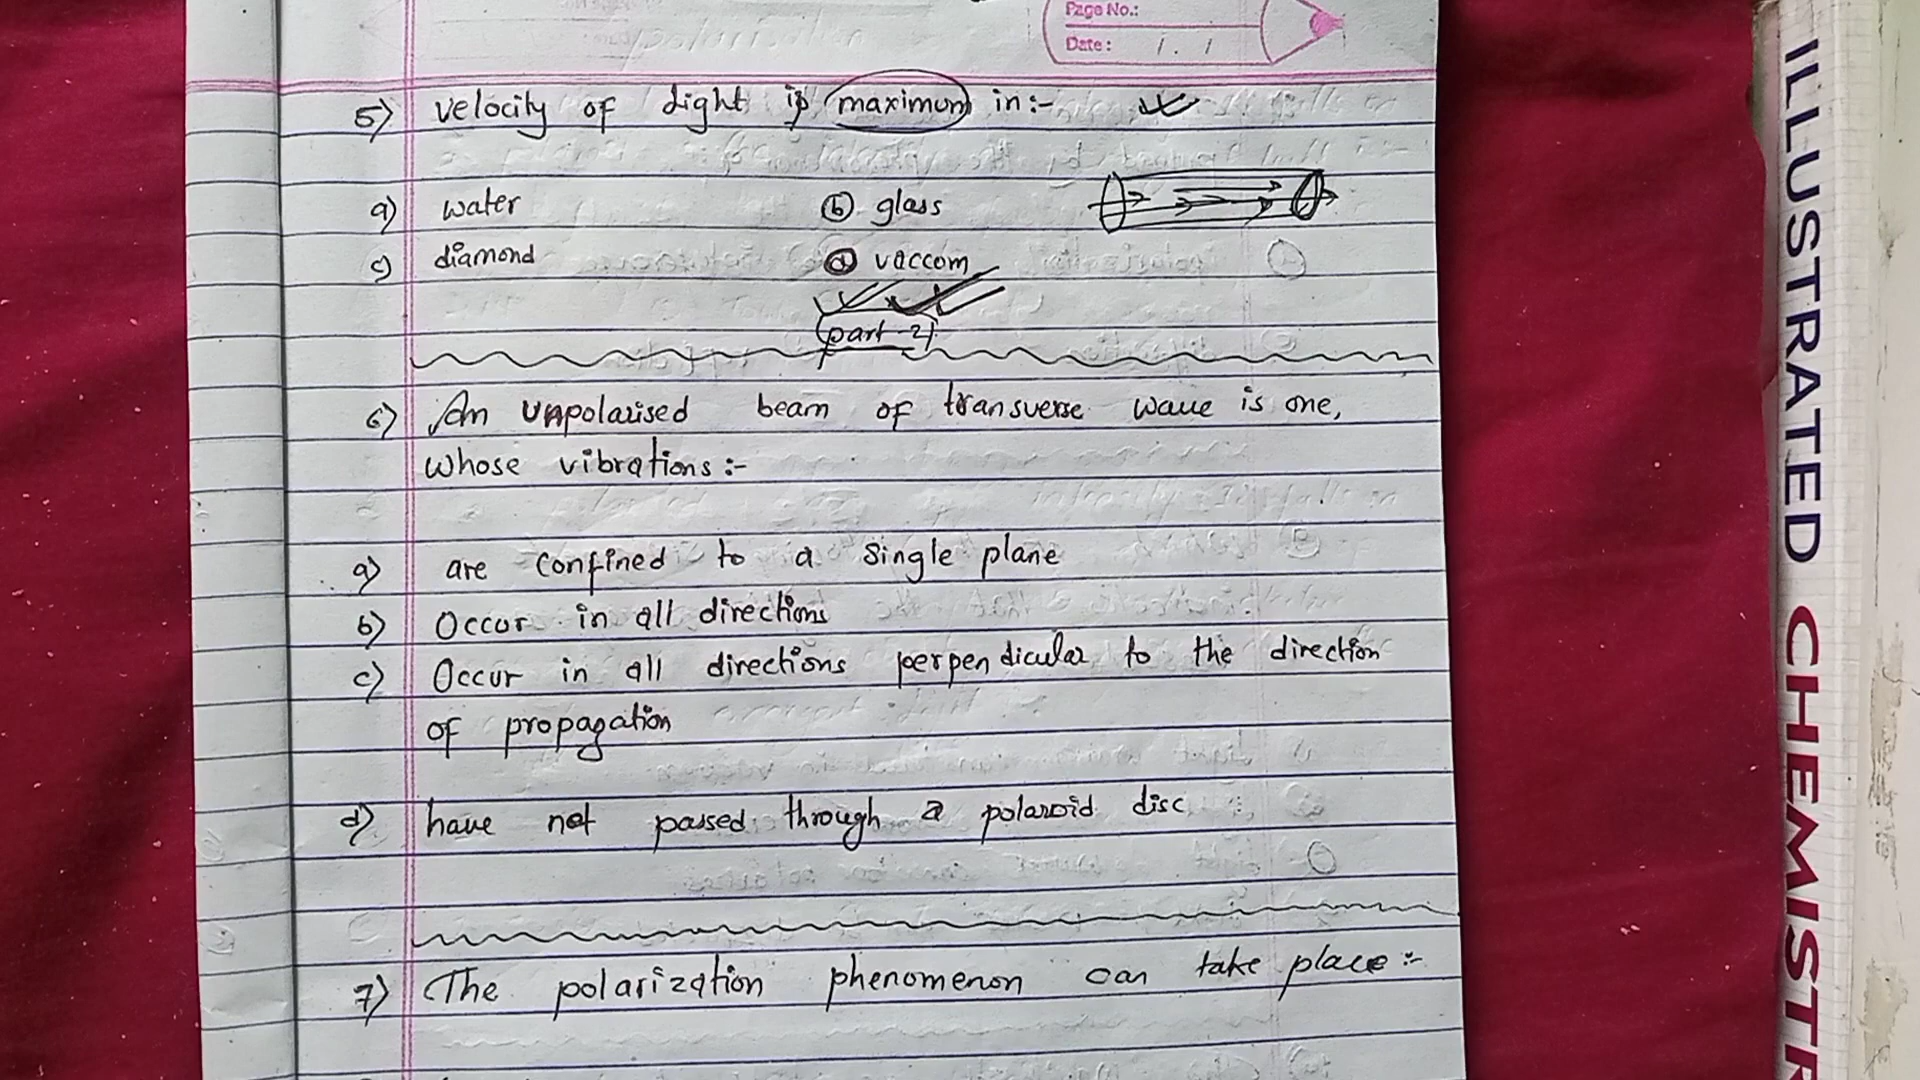 Page No.:
Date: 1. 1
5) velocity of light is maximum in:-
a) water b) glass
c) diamond d) vaccom
(part-2)
6) An unpolarised beam of transverse wave is one,
whose vibrations:-
a) are confined to a single plane
b) Occur in all directions
c) Occur in all directions perpendicular to the direction
of propagation
d) have not passed through a polaroid disc
7) The polarization phenomenon can take place:-
ILLUSTRATED CHEMISTR